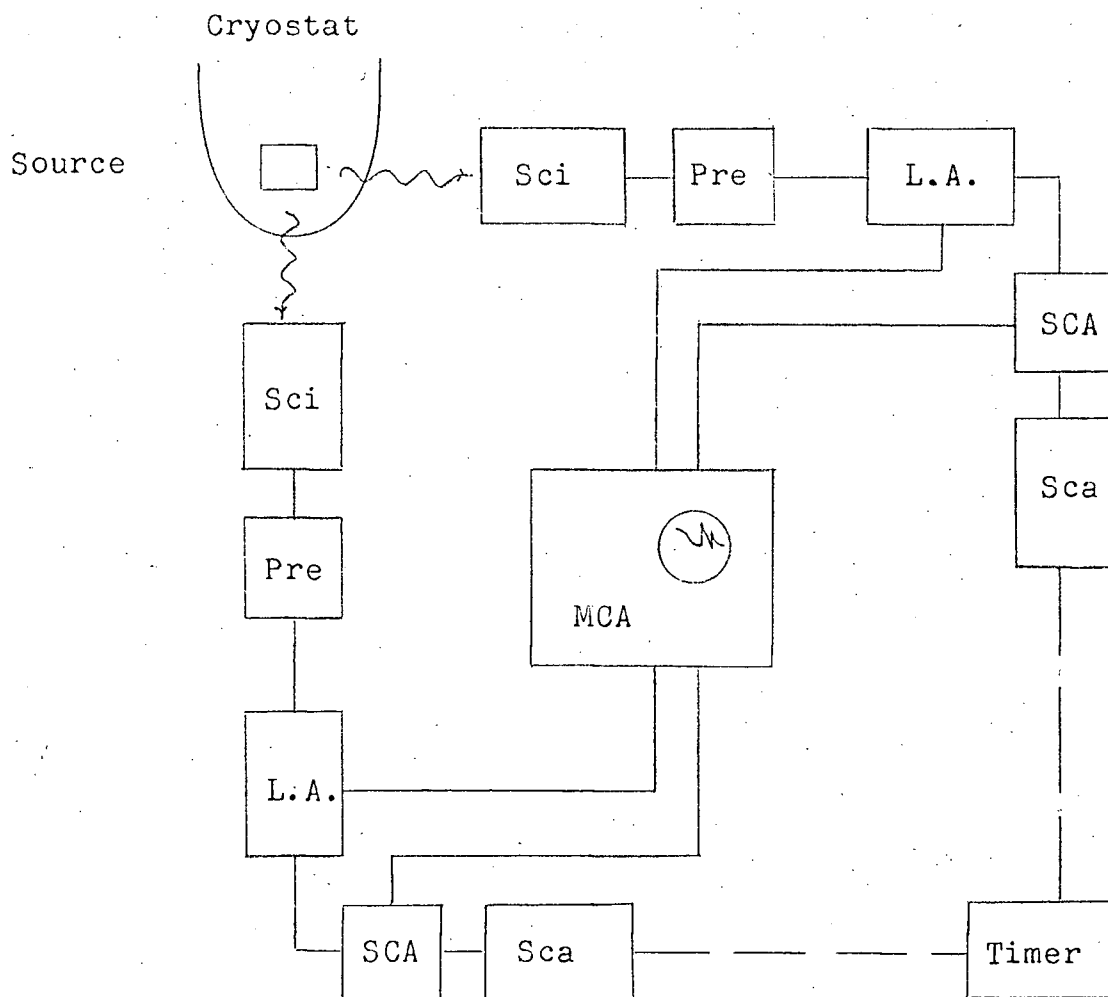 Cryostat
Source
Sci
Pre
L.A.
SCA
Sca
Sci
Pre
MCA
L.A.
SCA
Sca
Timer